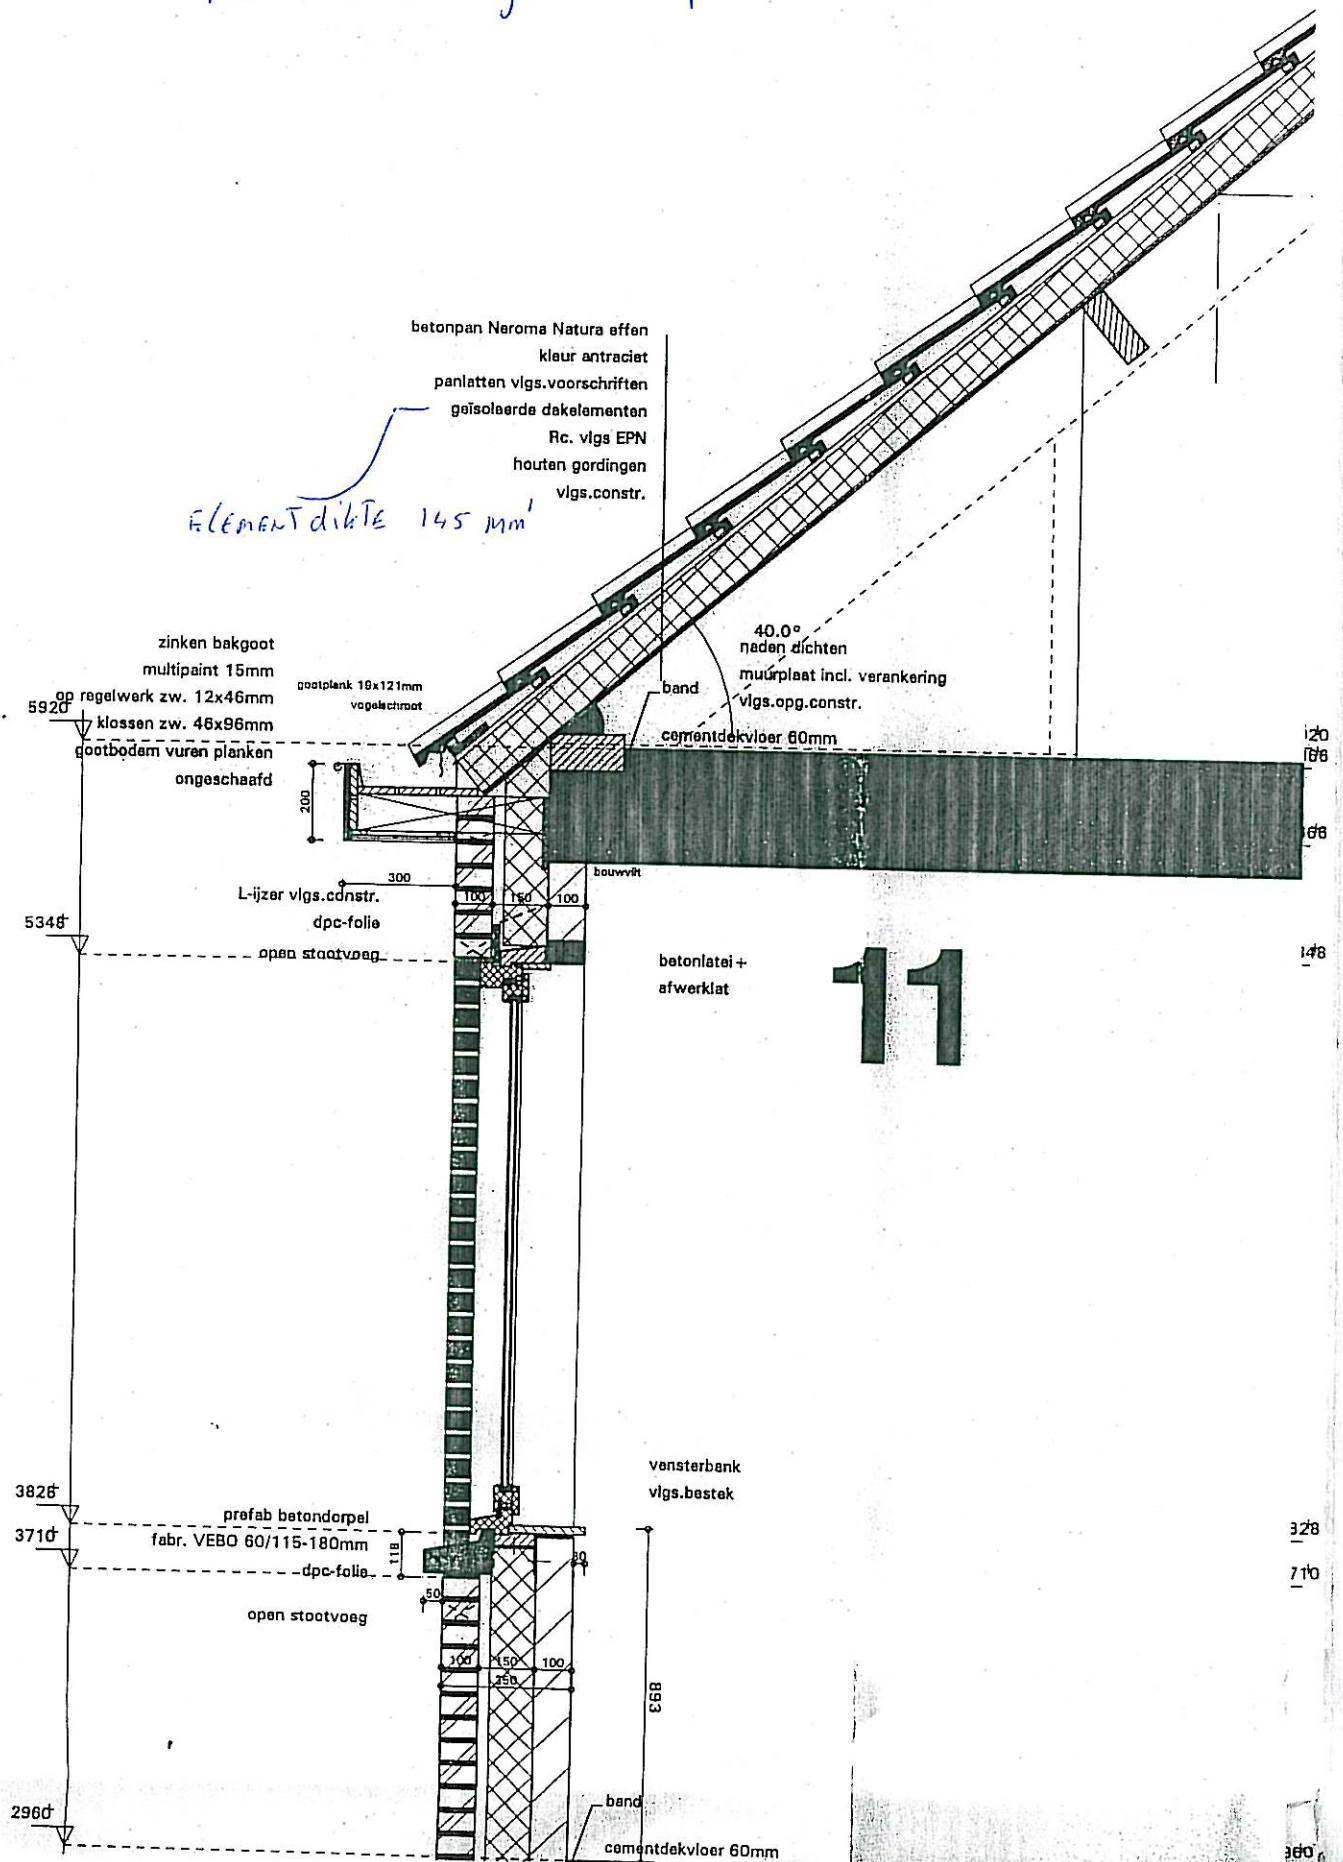 betonpan Neroma Natura effen
kleur antraciet
panlatten vlgs.voorschriften
geïsoleerde dakelementen
Rc. vlgs EPN
houten gordingen
vlgs.constr.
ELEMENT dikte 145 mm'
zinken bakgoot
multipaint 15mm
op regelwerk zw. 12x46mm
klossen zw. 46x96mm
gootbodem vuren planken
ongeschaafd
gootplank 19x121mm
vogelschroot
40.0°
naden dichten
muurplaat incl. verankering
vlgs.opg.constr.
band
cementdekvloer 60mm
5920+
200
300
bouwvilt
L-ijzer vlgs.constr.
dpc-folie
open stootvoeg
100
150
100
5348+
betonlatei +
afwerklat
11
vensterbank
vlgs.bestek
3828+
3710+
prefab betondorpel
fabr. VEBO 60/115-180mm
dpc-folie
118
50
open stootvoeg
100
150
100
350
893
2960+
band
cementdekvloer 60mm
328
710